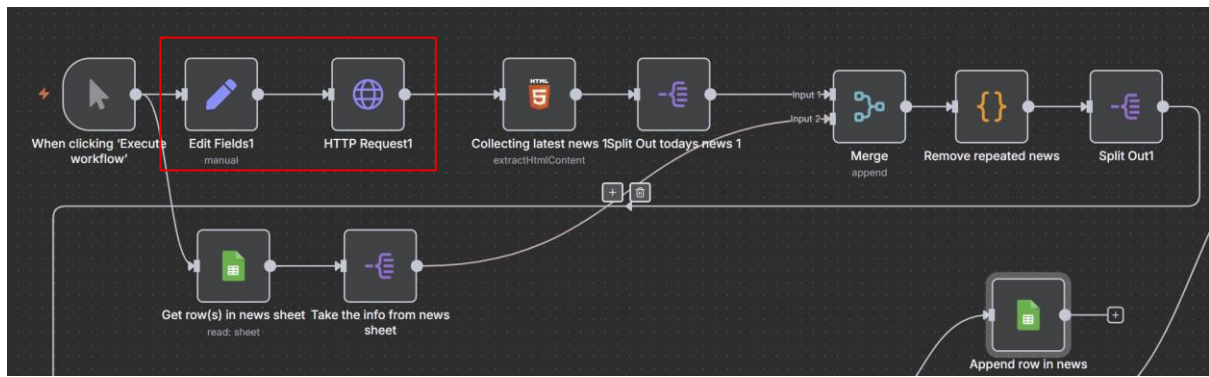 HTML
5
Input 1
Input 2
When clicking ‘Execute
workflow’
Edit Fields1
manual
HTTP Request1
Collecting latest news 1
extractHtmlContent
Split Out todays news 1
Merge
append
Remove repeated news
Split Out1
Get row(s) in news sheet
read: sheet
Take the info from news
sheet
Append row in news